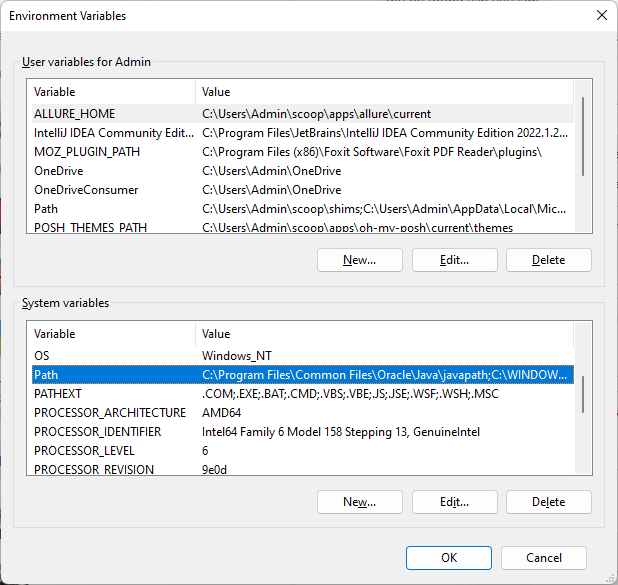 Environment Variables
User variables for Admin
Variable Value
ALLURE_HOME C:\Users\Admin\scoop\apps\allure\current
IntelliJ IDEA Community Edit... C:\Program Files\JetBrains\IntelliJ IDEA Community Edition 2022.1.2...
MOZ_PLUGIN_PATH C:\Program Files (x86)\Foxit Software\Foxit PDF Reader\plugins\
OneDrive C:\Users\Admin\OneDrive
OneDriveConsumer C:\Users\Admin\OneDrive
Path C:\Users\Admin\scoop\shims;C:\Users\Admin\AppData\Local\Mic...
POSH_THEMES_PATH C:\Users\Admin\scoop\apps\oh-my-posh\current\themes
New... Edit... Delete
System variables
Variable Value
OS Windows_NT
Path C:\Program Files\Common Files\Oracle\Java\javapath;C:\WINDOW...
PATHEXT .COM;.EXE;.BAT;.CMD;.VBS;.VBE;.JS;.JSE;.WSF;.WSH;.MSC
PROCESSOR_ARCHITECTURE AMD64
PROCESSOR_IDENTIFIER Intel64 Family 6 Model 158 Stepping 13, GenuineIntel
PROCESSOR_LEVEL 6
PROCESSOR_REVISION 9e0d
New... Edit... Delete
OK Cancel